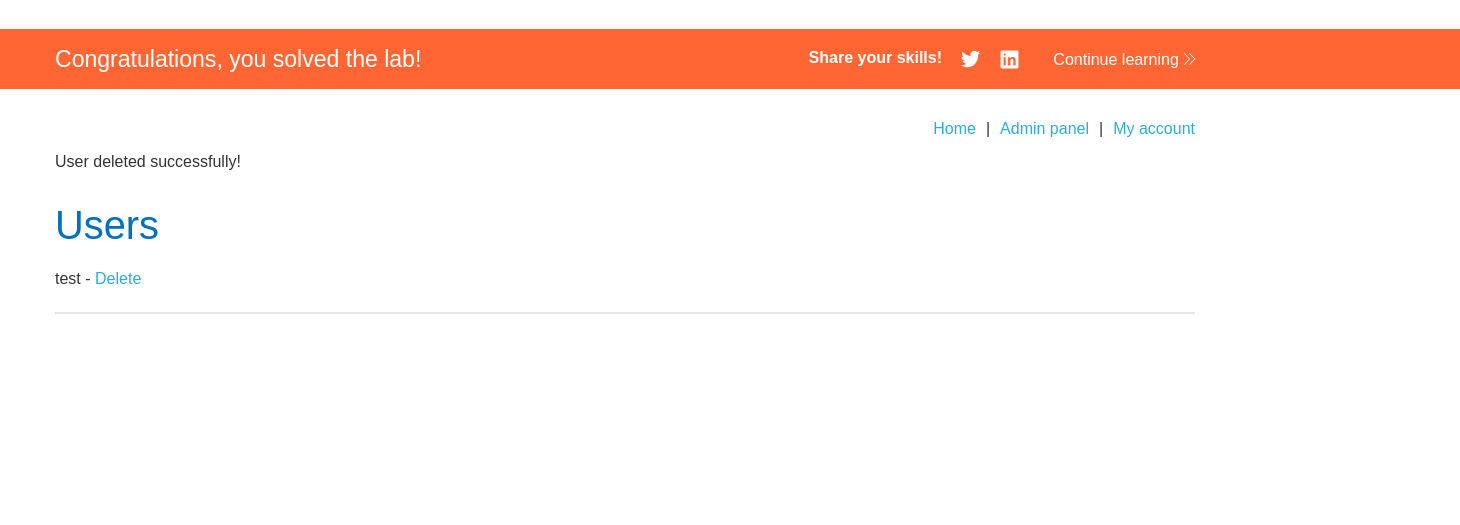 Congratulations, you solved the lab!
Share your skills!
Continue learning
Home | Admin panel | My account
User deleted successfully!
Users
test - Delete